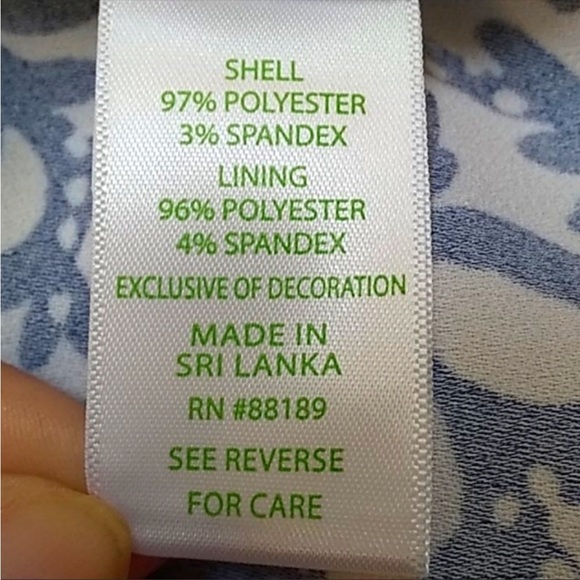 SHELL
97% POLYESTER
3% SPANDEX
LINING
96% POLYESTER
4% SPANDEX
EXCLUSIVE OF DECORATION
MADE IN
SRI LANKA
RN #88189
SEE REVERSE
FOR CARE